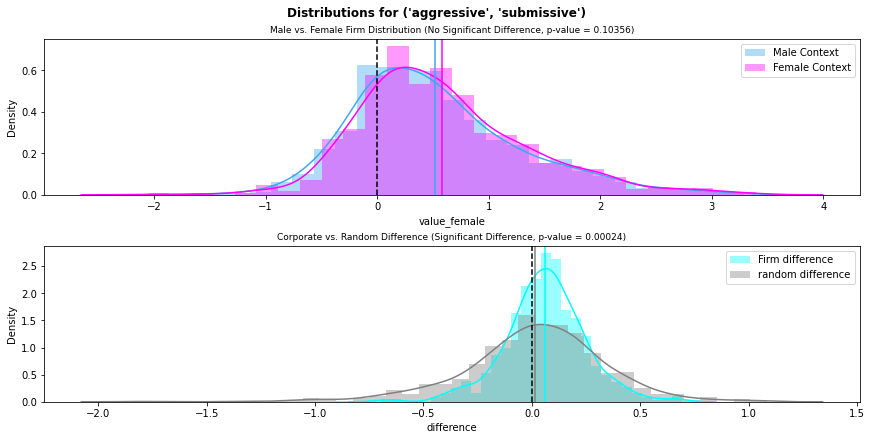 Distributions for ('aggressive', 'submissive')
Male vs. Female Firm Distribution (No Significant Difference, p-value = 0.10356)
Male Context
Female Context
Density
0.6
0.4
0.2
0.0
−2
−1
0
1
2
3
4
value_female
Corporate vs. Random Difference (Significant Difference, p-value = 0.00024)
Firm difference
random difference
Density
2.5
2.0
1.5
1.0
0.5
0.0
−2.0
−1.5
−1.0
−0.5
0.0
0.5
1.0
1.5
difference